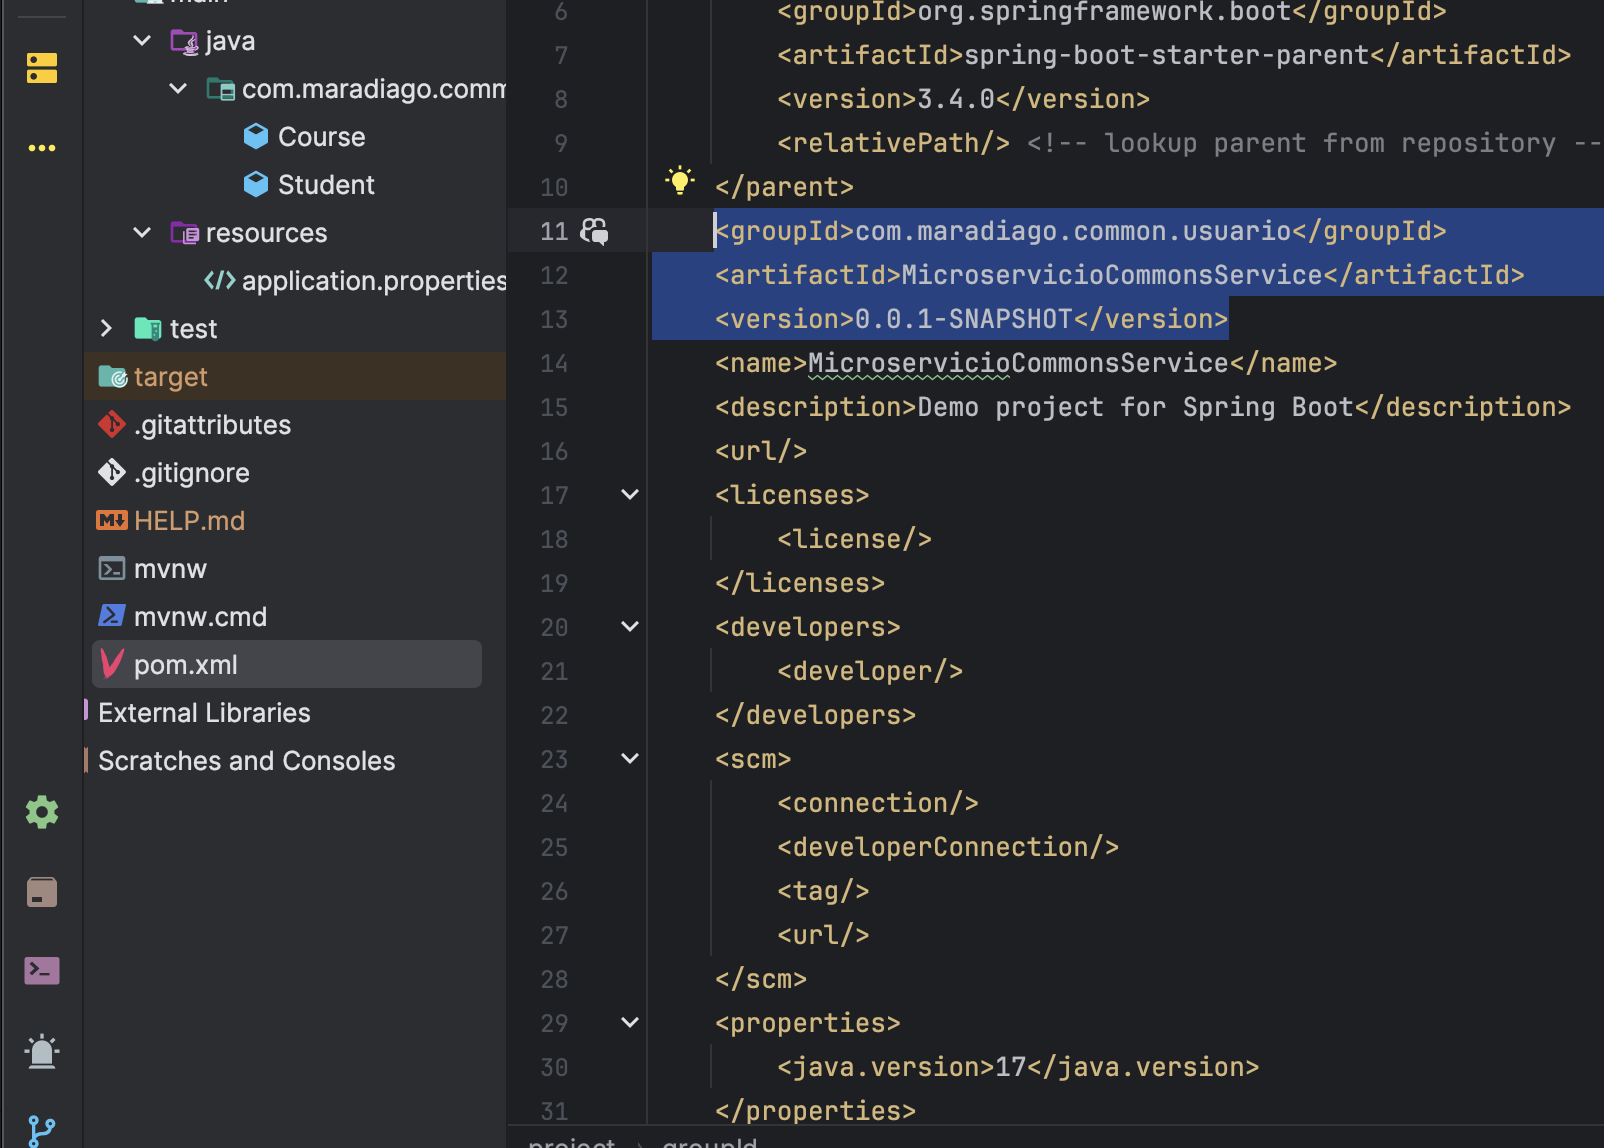 main
java
com.maradiago.comm
Course
Student
resources
application.properties
test
target
.gitattributes
.gitignore
HELP.md
mvnw
mvnw.cmd
pom.xml
External Libraries
Scratches and Consoles
6 <groupId>org.springframework.boot</groupId>
7 <artifactId>spring-boot-starter-parent</artifactId>
8 <version>3.4.0</version>
9 <relativePath/> <!-- lookup parent from repository --
10 </parent>
11 <groupId>com.maradiago.common.usuario</groupId>
12 <artifactId>MicroservicioCommonsService</artifactId>
13 <version>0.0.1-SNAPSHOT</version>
14 <name>MicroservicioCommonsService</name>
15 <description>Demo project for Spring Boot</description>
16 <url/>
17 <licenses>
18 <license/>
19 </licenses>
20 <developers>
21 <developer/>
22 </developers>
23 <scm>
24 <connection/>
25 <developerConnection/>
26 <tag/>
27 <url/>
28 </scm>
29 <properties>
30 <java.version>17</java.version>
31 </properties>
project › groupId